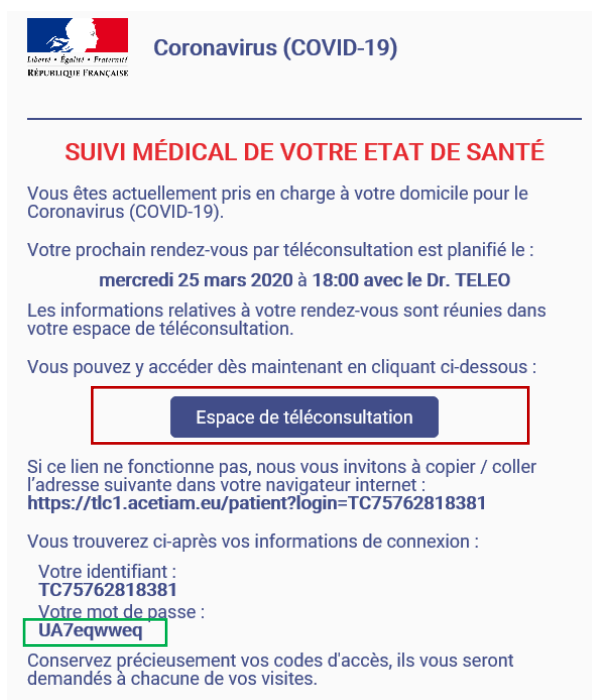 Coronavirus (COVID-19)
Liberté • Égalité • Fraternité
RÉPUBLIQUE FRANÇAISE
SUIVI MÉDICAL DE VOTRE ETAT DE SANTÉ
Vous êtes actuellement pris en charge à votre domicile pour le
Coronavirus (COVID-19).
Votre prochain rendez-vous par téléconsultation est planifié le :
mercredi 25 mars 2020 à 18:00 avec le Dr. TELEO
Les informations relatives à votre rendez-vous sont réunies dans
votre espace de téléconsultation.
Vous pouvez y accéder dès maintenant en cliquant ci-dessous :
Espace de téléconsultation
Si ce lien ne fonctionne pas, nous vous invitons à copier / coller
l'adresse suivante dans votre navigateur internet :
https://tlc1.acetiam.eu/patient?login=TC75762818381
Vous trouverez ci-après vos informations de connexion :
Votre identifiant :
TC75762818381
Votre mot de passe :
UA7eqwweq
Conservez précieusement vos codes d'accès, ils vous seront
demandés à chacune de vos visites.